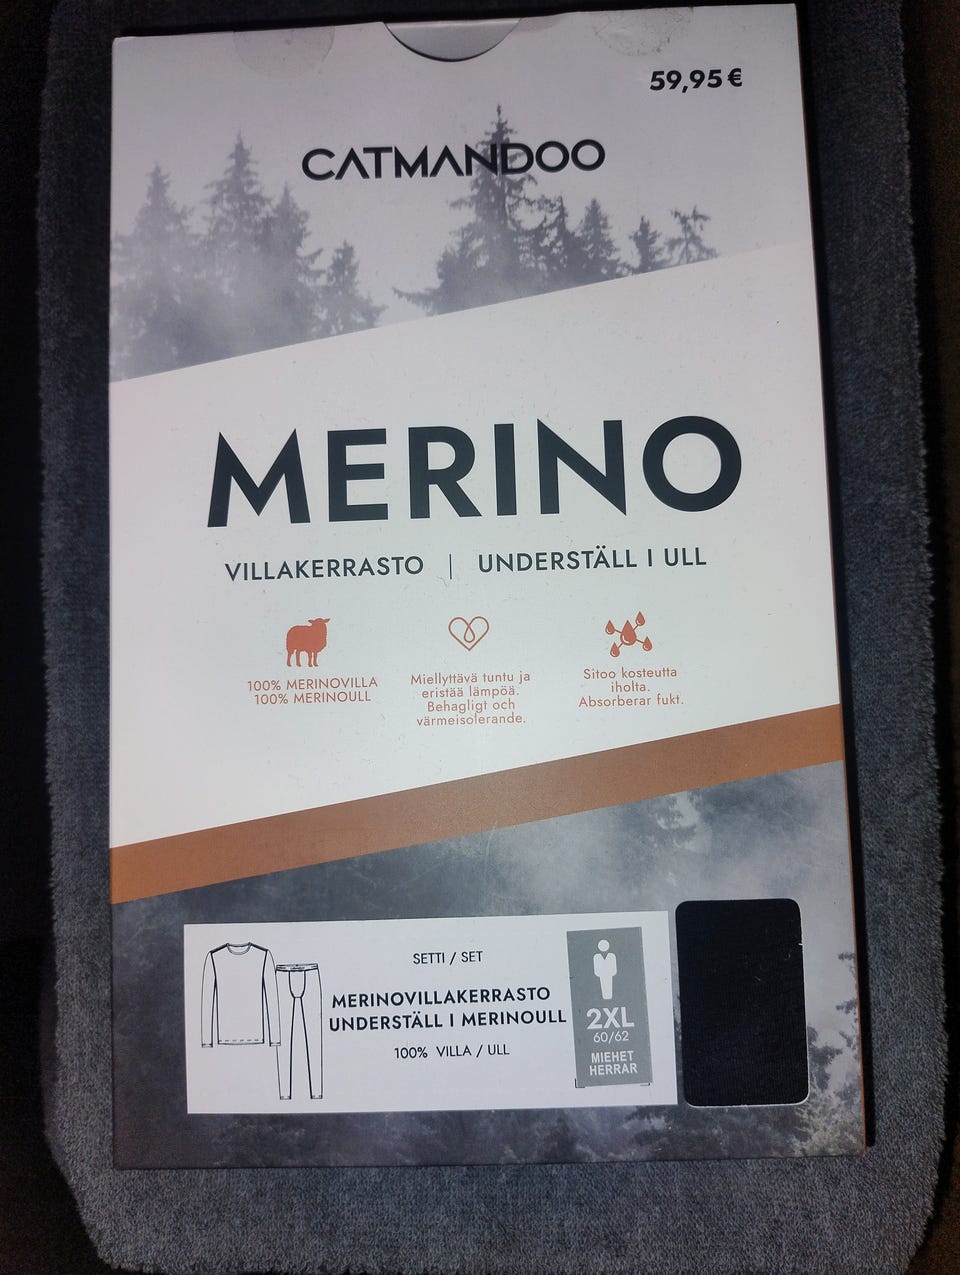 59,95 €
CATMANDOO
MERINO
VILLAKERRASTO | UNDERSTÄLL I ULL
100% MERINOVILLA
100% MERINOULL
Miellyttävä tuntu ja
eristää lämpöä.
Behagligt och
värmeisolerande.
Sitoo kosteutta
iholta.
Absorberar fukt.
SETTI / SET
MERINOVILLAKERRASTO
UNDERSTÄLL I MERINOULL
100% VILLA / ULL
2XL
60/62
MIEHET
HERRAR